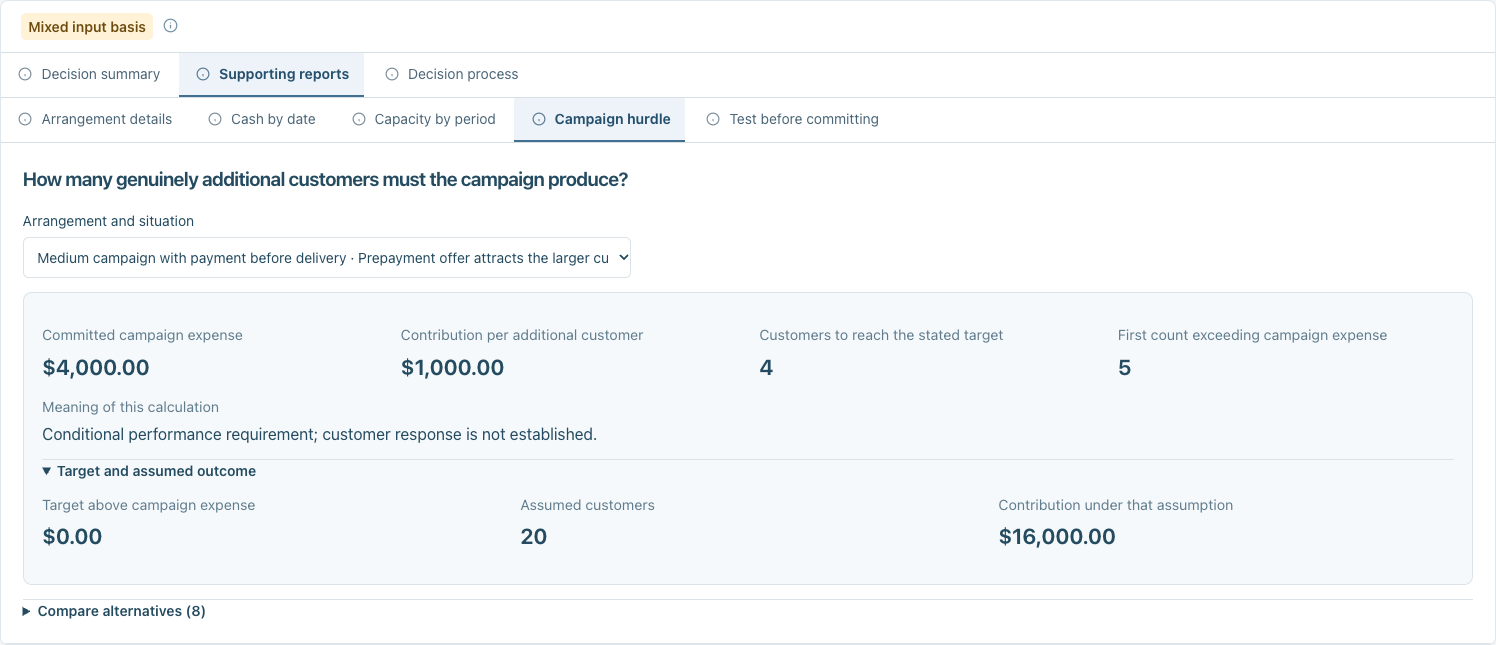 Mixed input basis
Decision summary
Supporting reports
Decision process
Arrangement details
Cash by date
Capacity by period
Campaign hurdle
Test before committing
How many genuinely additional customers must the campaign produce?
Arrangement and situation
Medium campaign with payment before delivery · Prepayment offer attracts the larger cu
Committed campaign expense
$4,000.00
Contribution per additional customer
$1,000.00
Customers to reach the stated target
4
First count exceeding campaign expense
5
Meaning of this calculation
Conditional performance requirement; customer response is not established.
Target and assumed outcome
Target above campaign expense
$0.00
Assumed customers
20
Contribution under that assumption
$16,000.00
Compare alternatives (8)